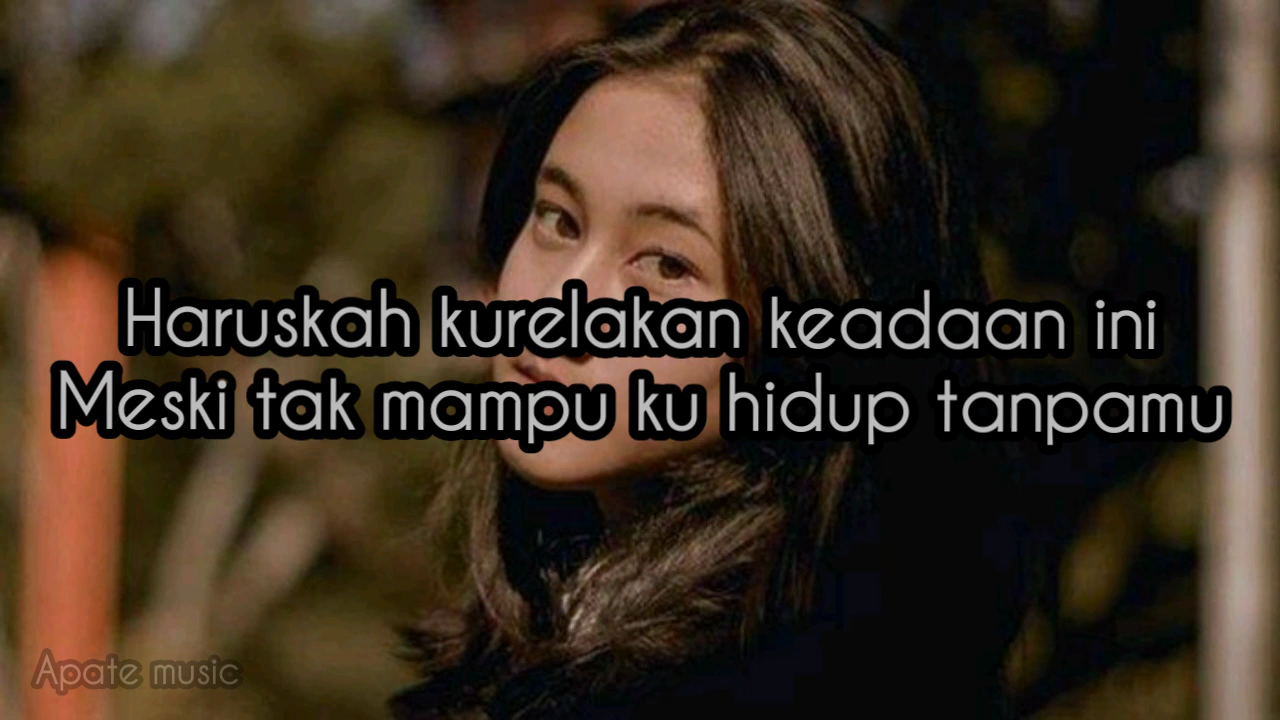 Haruskah kurelakan keadaan ini
Meski tak mampu ku hidup tanpamu
Apate music